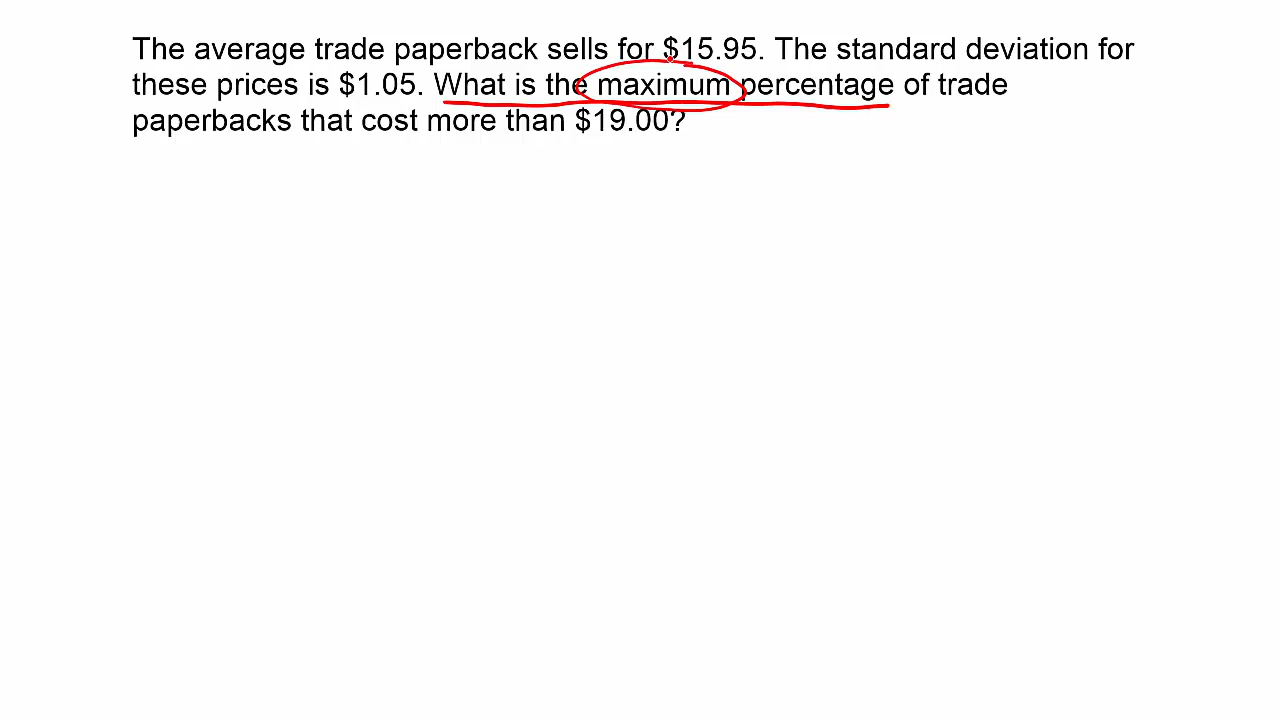 The average trade paperback sells for $15.95. The standard deviation for
these prices is $1.05. What is the maximum percentage of trade
paperbacks that cost more than $19.00?